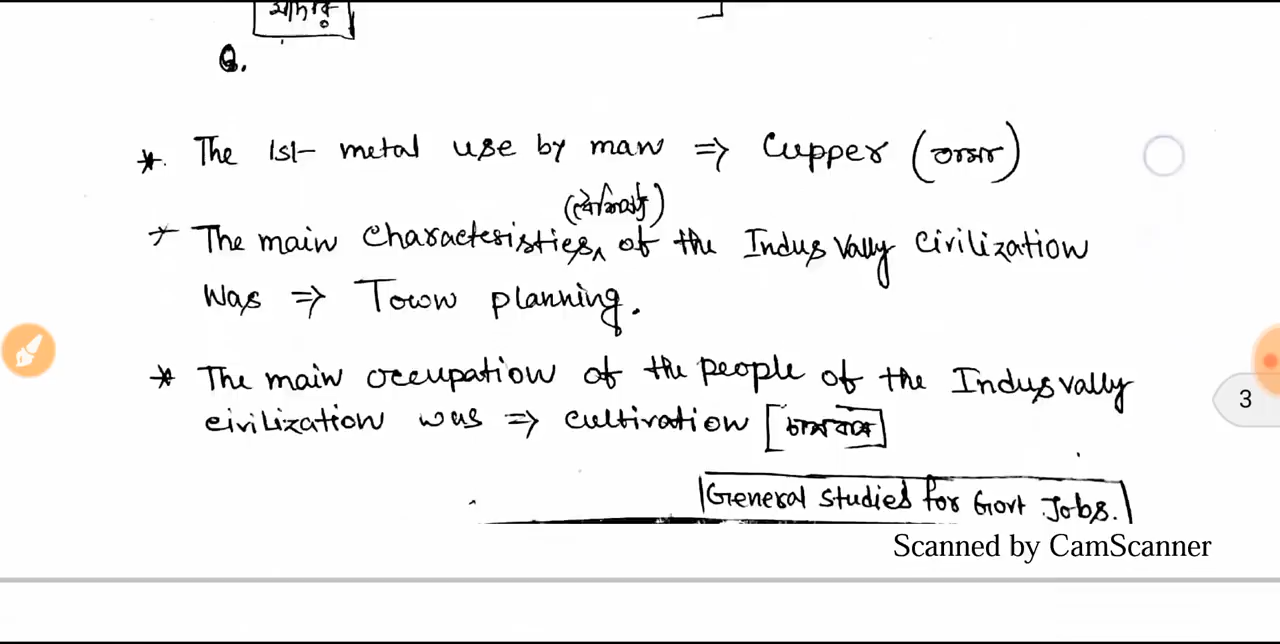 Q.
* The 1st metal use by man ⇒ Cupper (
(বৈশিষ্ট্য)
* The main Characteristics, of the Indus Vally Civilization
Was ⇒ Town planning.
* The main occupation of the people of the Indus vally
civilization was ⇒ cultivation [চাষবাস]
General Studies for Govt Jobs.
Scanned by CamScanner
3